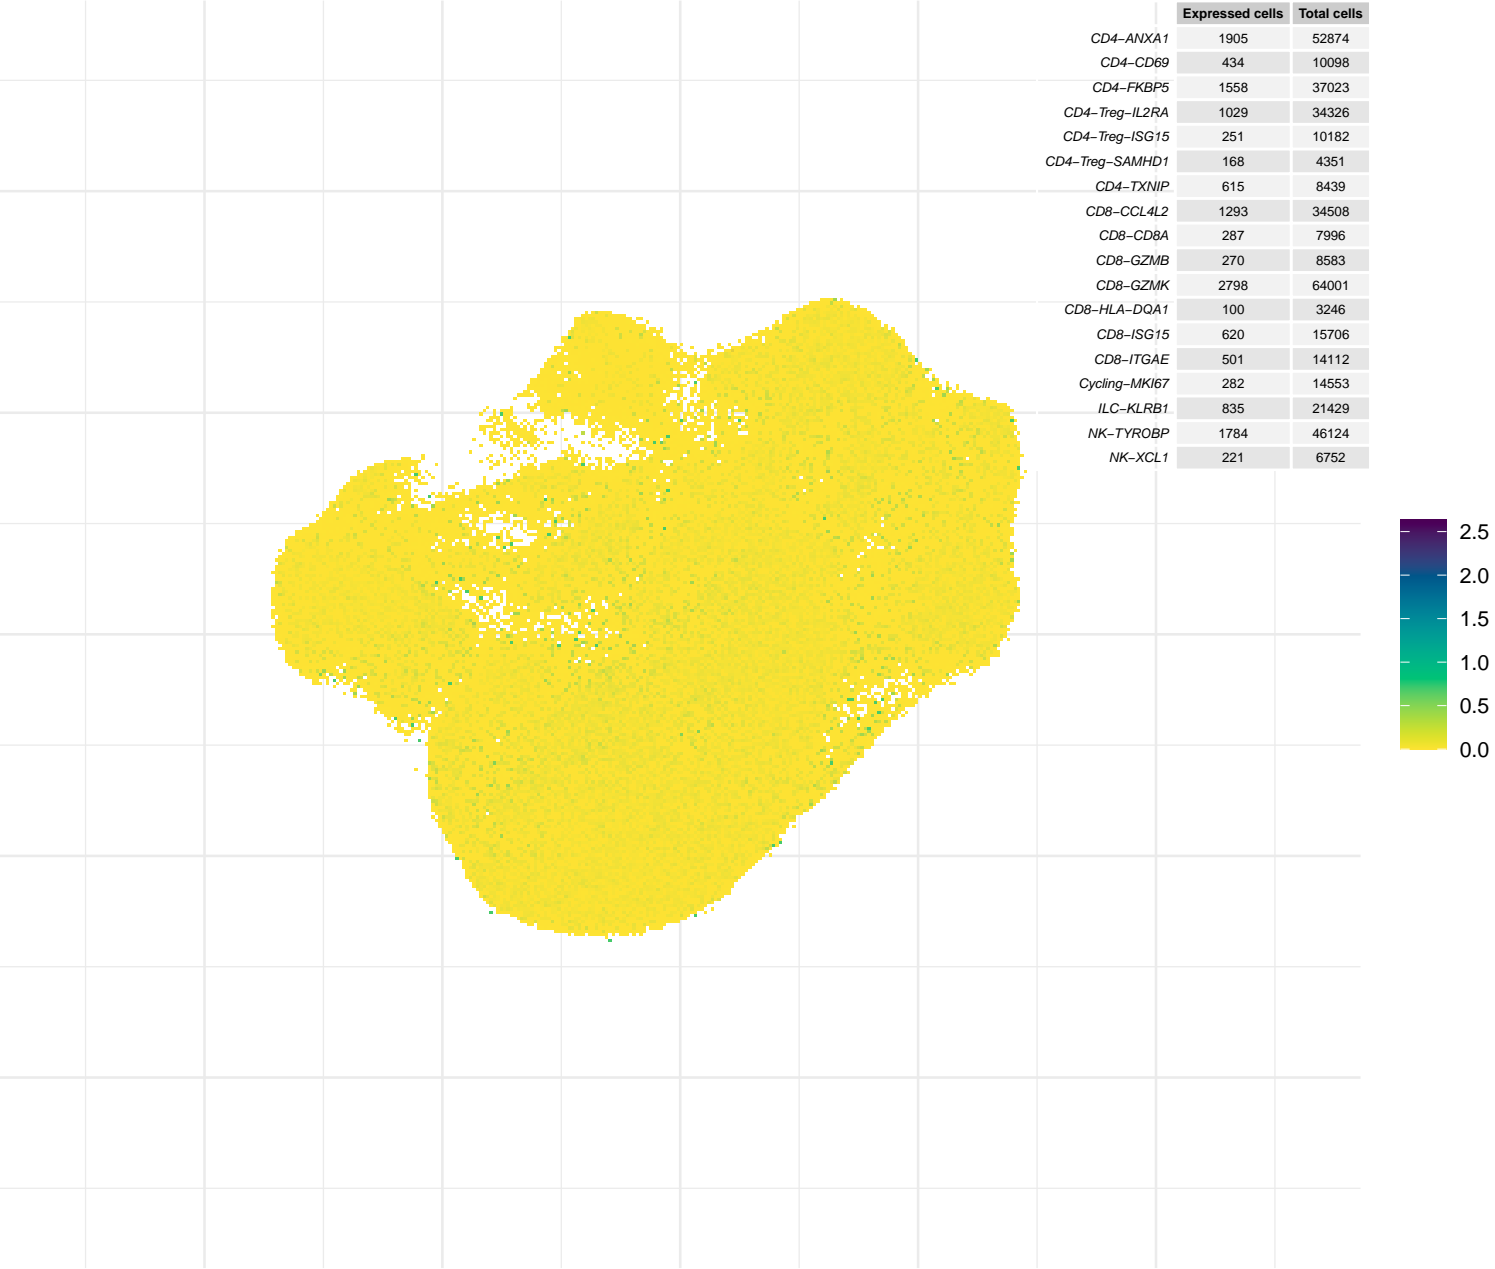 Expressed cells Total cells
CD4−ANXA1 1905 52874
CD4−CD69 434 10098
CD4−FKBP5 1558 37023
CD4−Treg−IL2RA 1029 34326
CD4−Treg−ISG15 251 10182
CD4−Treg−SAMHD1 168 4351
CD4−TXNIP 615 8439
CD8−CCL4L2 1293 34508
CD8−CD8A 287 7996
CD8−GZMB 270 8583
CD8−GZMK 2798 64001
CD8−HLA−DQA1 100 3246
CD8−ISG15 620 15706
CD8−ITGAE 501 14112
Cycling−MKI67 282 14553
ILC−KLRB1 835 21429
NK−TYROBP 1784 46124
NK−XCL1 221 6752
2.5
2.0
1.5
1.0
0.5
0.0